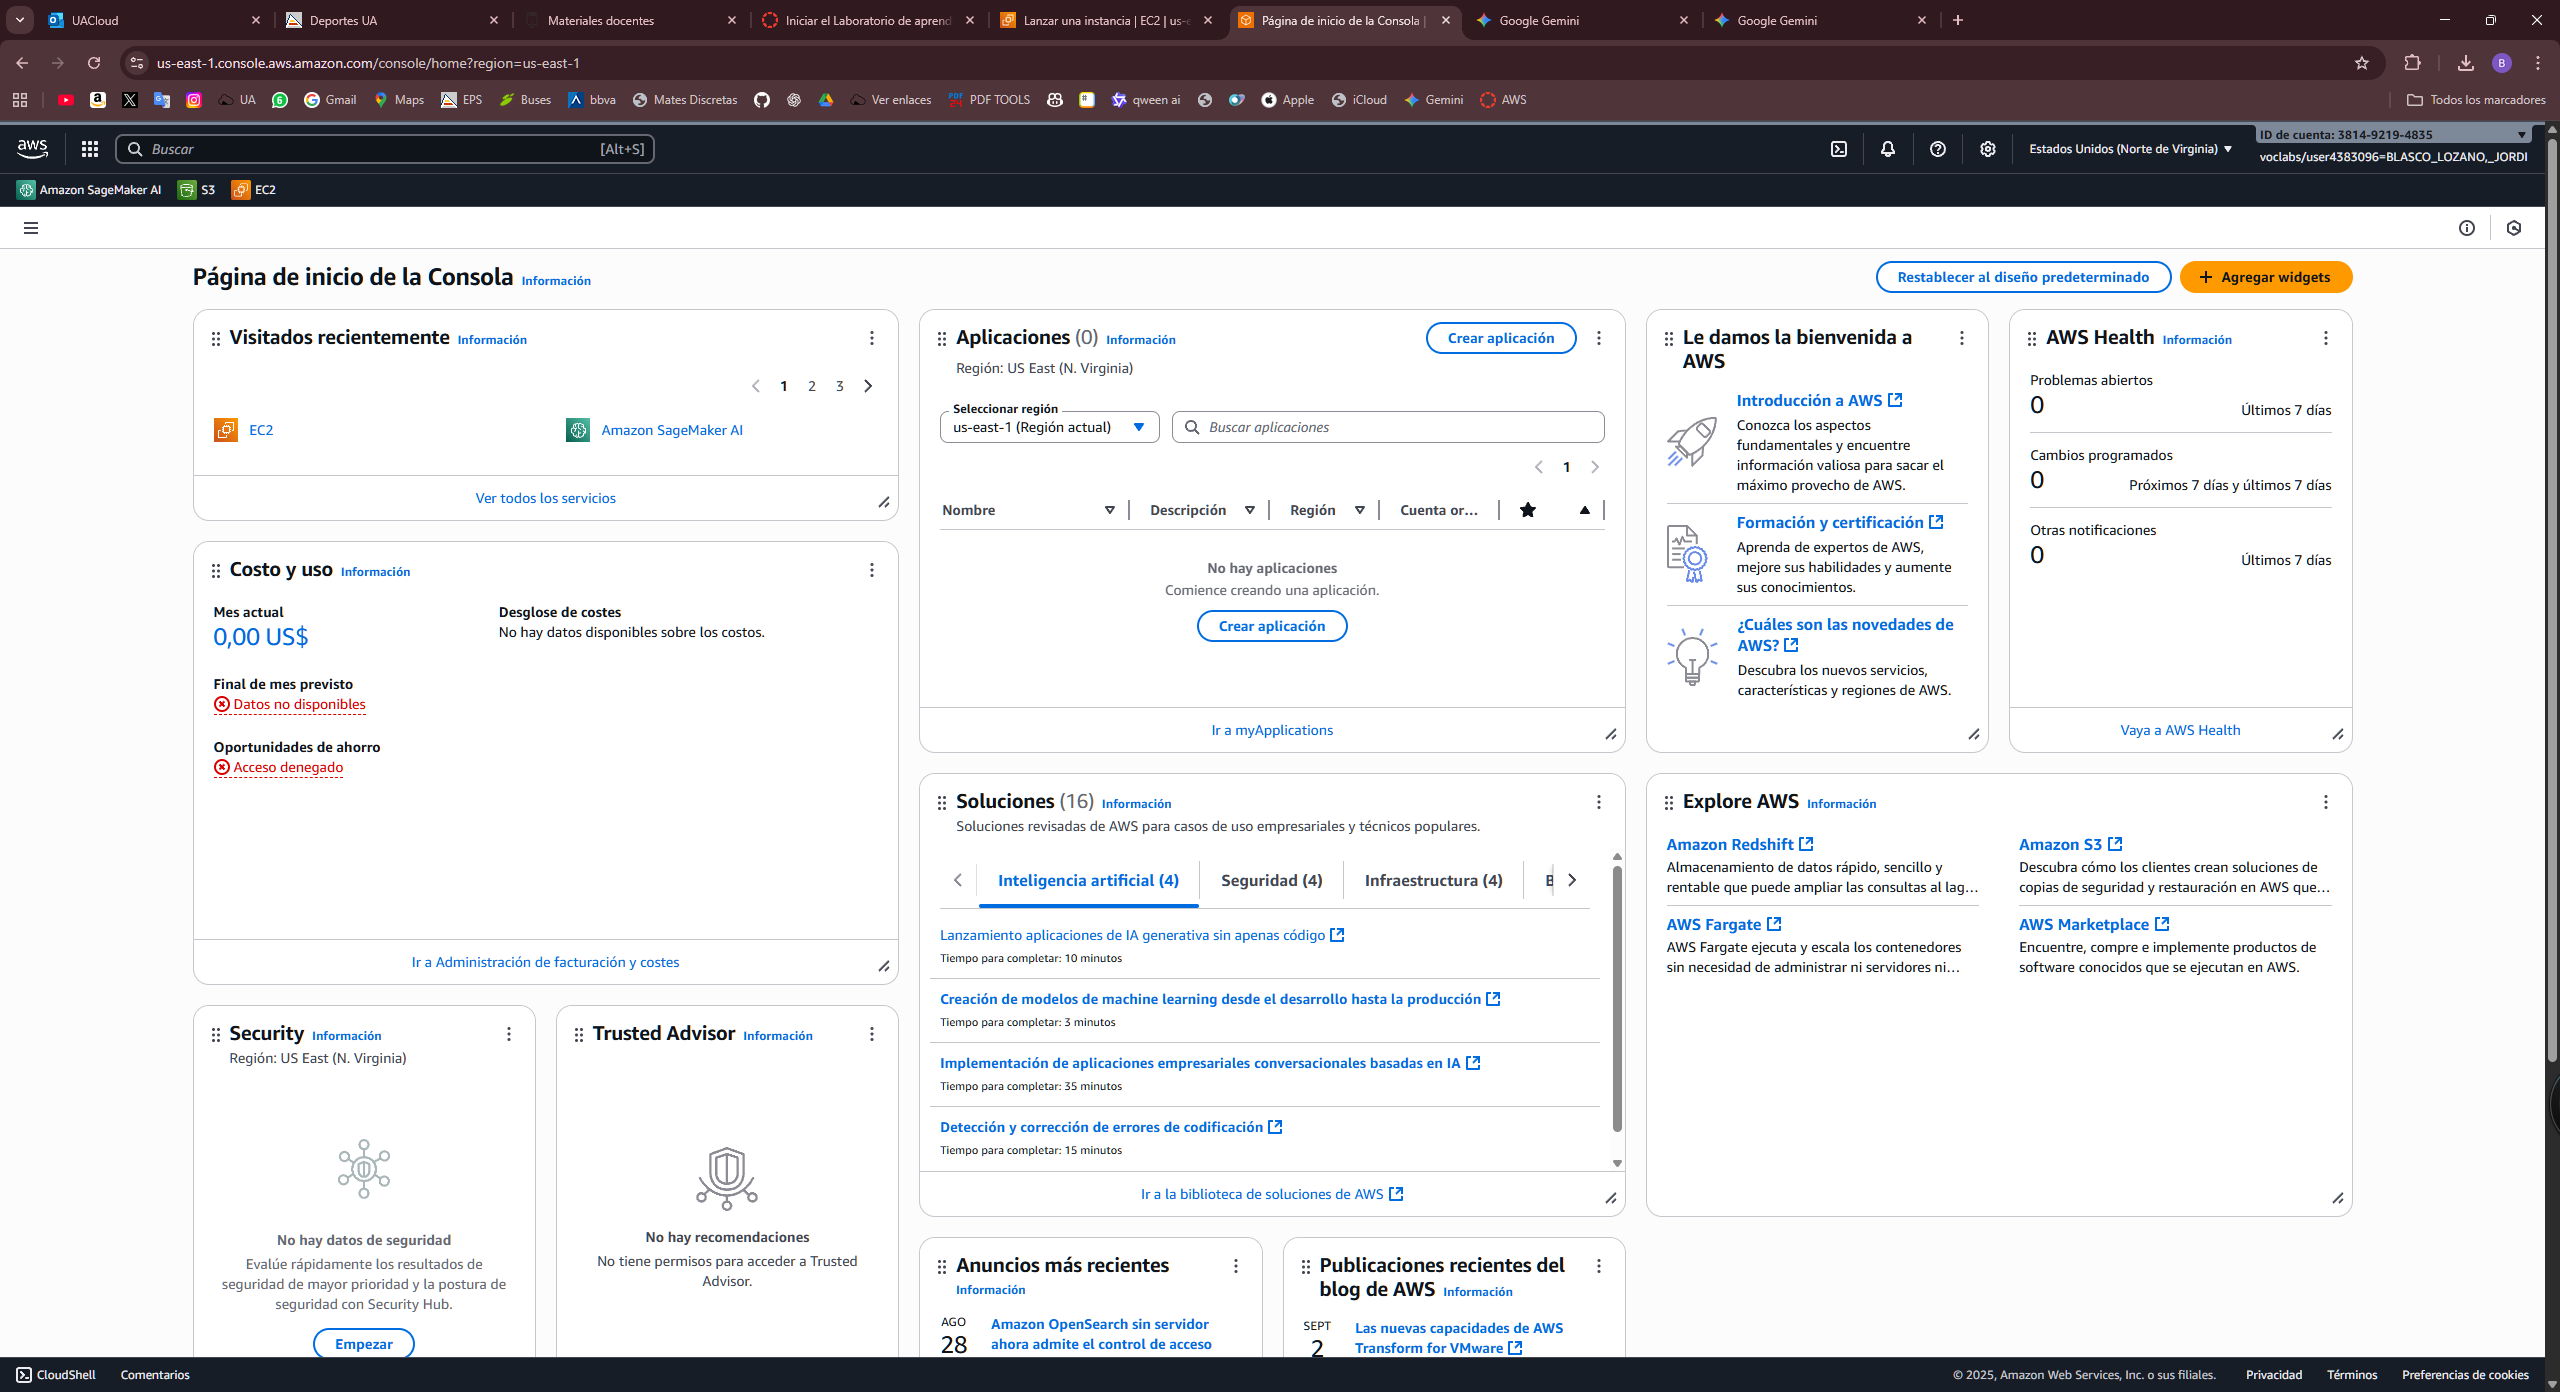 UACloud
Deportes UA
Materiales docentes
Iniciar el Laboratorio de aprend
Lanzar una instancia | EC2 | us-e
Página de inicio de la Consola |
Google Gemini
Google Gemini
us-east-1.console.aws.amazon.com/console/home?region=us-east-1
UA
Gmail
Maps
EPS
Buses
bbva
Mates Discretas
Ver enlaces
PDF TOOLS
qween ai
Apple
iCloud
Gemini
AWS
Todos los marcadores
aws
Buscar
[Alt+S]
Estados Unidos (Norte de Virginia)
ID de cuenta: 3814-9219-4835
voclabs/user4383096=BLASCO_LOZANO,_JORDI
Amazon SageMaker AI
S3
EC2
Página de inicio de la Consola Información
Restablecer al diseño predeterminado
Agregar widgets
Visitados recientemente Información
1 2 3
EC2
Amazon SageMaker AI
Ver todos los servicios
Costo y uso Información
Mes actual
0,00 US$
Desglose de costes
No hay datos disponibles sobre los costos.
Final de mes previsto
Datos no disponibles
Oportunidades de ahorro
Acceso denegado
Ir a Administración de facturación y costes
Security Información
Región: US East (N. Virginia)
No hay datos de seguridad
Evalúe rápidamente los resultados de
seguridad de mayor prioridad y la postura de
seguridad con Security Hub.
Empezar
Trusted Advisor Información
No hay recomendaciones
No tiene permisos para acceder a Trusted
Advisor.
Aplicaciones (0) Información
Crear aplicación
Región: US East (N. Virginia)
Seleccionar región
us-east-1 (Región actual)
Buscar aplicaciones
1
Nombre
Descripción
Región
Cuenta or...
No hay aplicaciones
Comience creando una aplicación.
Crear aplicación
Ir a myApplications
Soluciones (16) Información
Soluciones revisadas de AWS para casos de uso empresariales y técnicos populares.
Inteligencia artificial (4)
Seguridad (4)
Infraestructura (4)
Lanzamiento aplicaciones de IA generativa sin apenas código
Tiempo para completar: 10 minutos
Creación de modelos de machine learning desde el desarrollo hasta la producción
Tiempo para completar: 3 minutos
Implementación de aplicaciones empresariales conversacionales basadas en IA
Tiempo para completar: 35 minutos
Detección y corrección de errores de codificación
Tiempo para completar: 15 minutos
Ir a la biblioteca de soluciones de AWS
Anuncios más recientes
Información
AGO
28
Amazon OpenSearch sin servidor
ahora admite el control de acceso
Publicaciones recientes del
blog de AWS Información
SEPT
2
Las nuevas capacidades de AWS
Transform for VMware
Le damos la bienvenida a
AWS
Introducción a AWS
Conozca los aspectos
fundamentales y encuentre
información valiosa para sacar el
máximo provecho de AWS.
Formación y certificación
Aprenda de expertos de AWS,
mejore sus habilidades y aumente
sus conocimientos.
¿Cuáles son las novedades de
AWS?
Descubra los nuevos servicios,
características y regiones de AWS.
AWS Health Información
Problemas abiertos
0
Últimos 7 días
Cambios programados
0
Próximos 7 días y últimos 7 días
Otras notificaciones
0
Últimos 7 días
Vaya a AWS Health
Explore AWS Información
Amazon Redshift
Almacenamiento de datos rápido, sencillo y
rentable que puede ampliar las consultas al lag...
Amazon S3
Descubra cómo los clientes crean soluciones de
copias de seguridad y restauración en AWS que...
AWS Fargate
AWS Fargate ejecuta y escala los contenedores
sin necesidad de administrar ni servidores ni...
AWS Marketplace
Encuentre, compre e implemente productos de
software conocidos que se ejecutan en AWS.
CloudShell
Comentarios
© 2025, Amazon Web Services, Inc. o sus filiales.
Privacidad
Términos
Preferencias de cookies